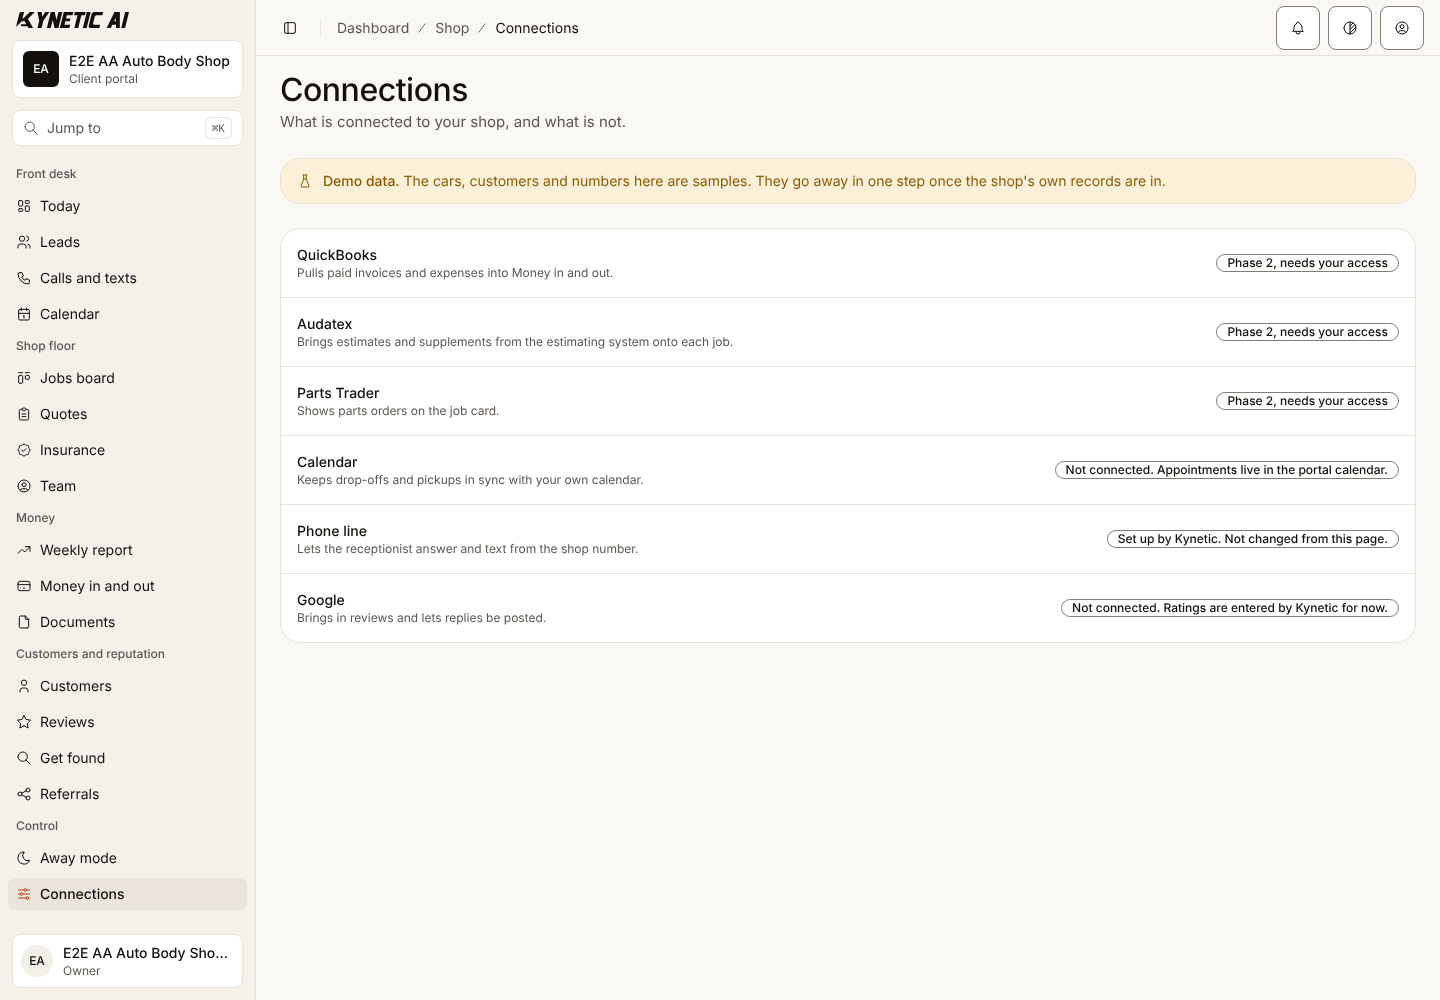 KYNETIC AI
EA
E2E AA Auto Body Shop
Client portal
Jump to
⌘K
Front desk
Today
Leads
Calls and texts
Calendar
Shop floor
Jobs board
Quotes
Insurance
Team
Money
Weekly report
Money in and out
Documents
Customers and reputation
Customers
Reviews
Get found
Referrals
Control
Away mode
Connections
EA
E2E AA Auto Body Sho...
Owner
Dashboard / Shop / Connections
Connections
What is connected to your shop, and what is not.
Demo data. The cars, customers and numbers here are samples. They go away in one step once the shop's own records are in.
QuickBooks
Pulls paid invoices and expenses into Money in and out.
Phase 2, needs your access
Audatex
Brings estimates and supplements from the estimating system onto each job.
Phase 2, needs your access
Parts Trader
Shows parts orders on the job card.
Phase 2, needs your access
Calendar
Keeps drop-offs and pickups in sync with your own calendar.
Not connected. Appointments live in the portal calendar.
Phone line
Lets the receptionist answer and text from the shop number.
Set up by Kynetic. Not changed from this page.
Google
Brings in reviews and lets replies be posted.
Not connected. Ratings are entered by Kynetic for now.